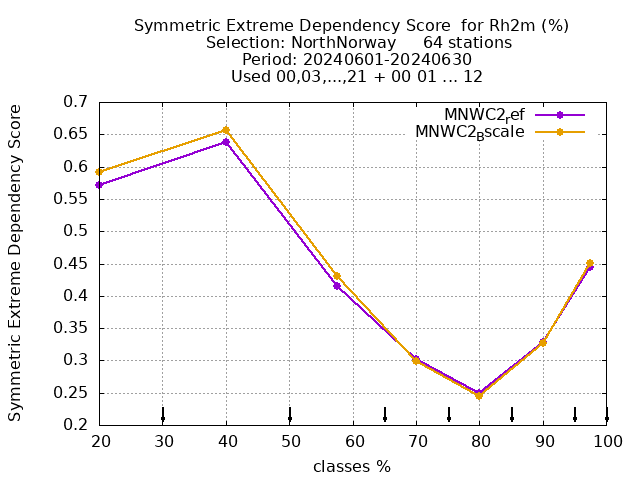 Symmetric Extreme Dependency Score  for Rh2m (%)
Selection: NorthNorway     64 stations
Period: 20240601-20240630
Used 00,03,...,21 + 00 01 ... 12
MNWC2_ref
MNWC2_Bscale
Symmetric Extreme Dependency Score
0.7
0.65
0.6
0.55
0.5
0.45
0.4
0.35
0.3
0.25
0.2
20 30 40 50 60 70 80 90 100
classes %